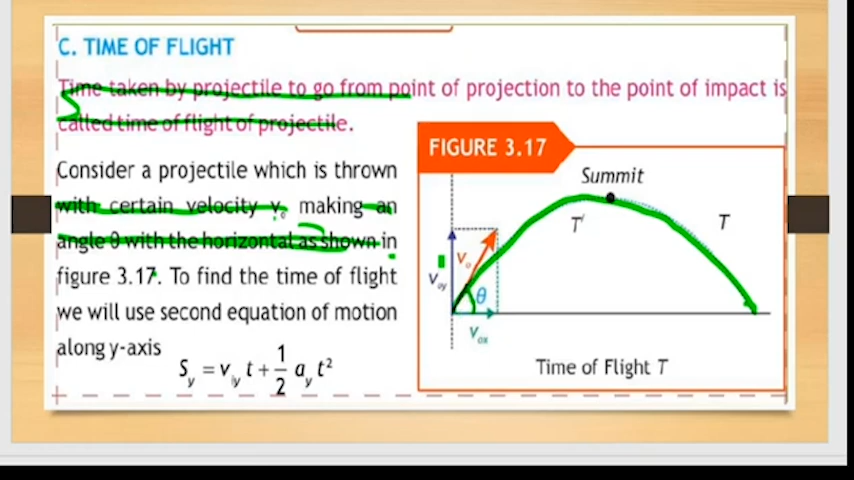 C. TIME OF FLIGHT
Time taken by projectile to go from point of projection to the point of impact is
called time of flight of projectile.
Consider a projectile which is thrown
with certain velocity v₀ making an
angle θ with the horizontal as shown in
figure 3.17. To find the time of flight
we will use second equation of motion
along y-axis
S_y = v_iy t + 1/2 a_y t²
FIGURE 3.17
Summit
T′
T
v₀
v₀y
θ
v₀x
Time of Flight T